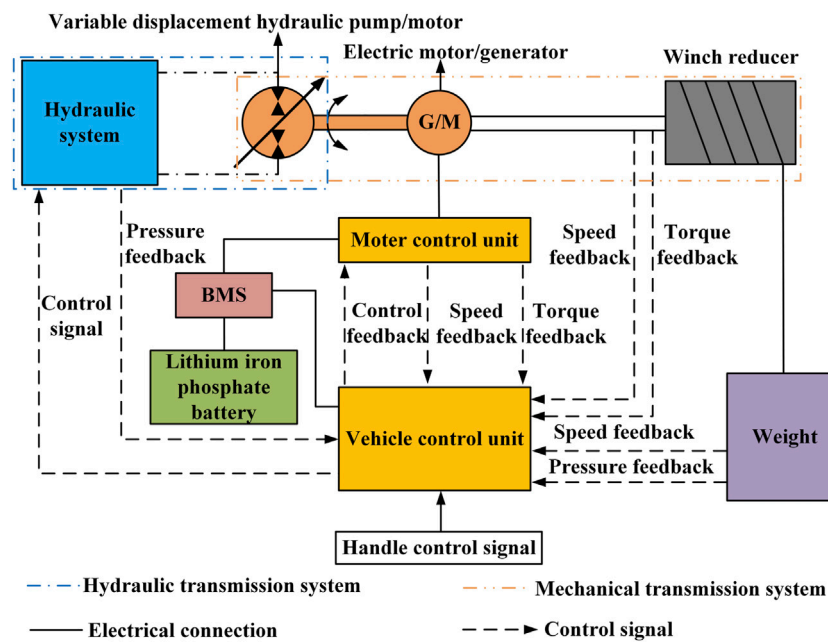 Variable displacement hydraulic pump/motor
Electric motor/generator
Winch reducer
Hydraulic
system
G/M
Pressure
feedback
Moter control unit
Speed
feedback
Torque
feedback
BMS
Control
signal
Control
feedback
Speed
feedback
Torque
feedback
Lithium iron
phosphate
battery
Vehicle control unit
Speed feedback
Weight
Pressure feedback
Handle control signal
Hydraulic transmission system
Mechanical transmission system
Electrical connection
Control signal